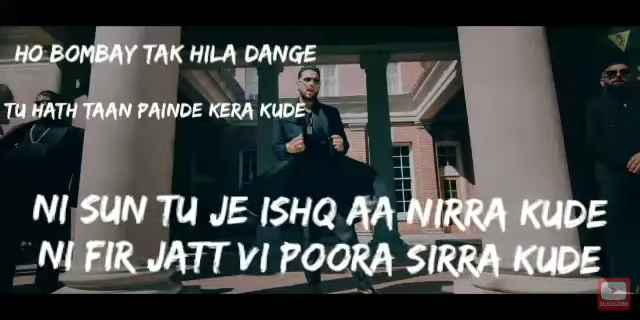 HO BOMBAY TAK HILA DANGE
TU HATH TAAN PAINDE KERA KUDE
NI SUN TU JE ISHQ AA NIRRA KUDE
NI FIR JATT VI POORA SIRRA KUDE
SUBSCRIBE